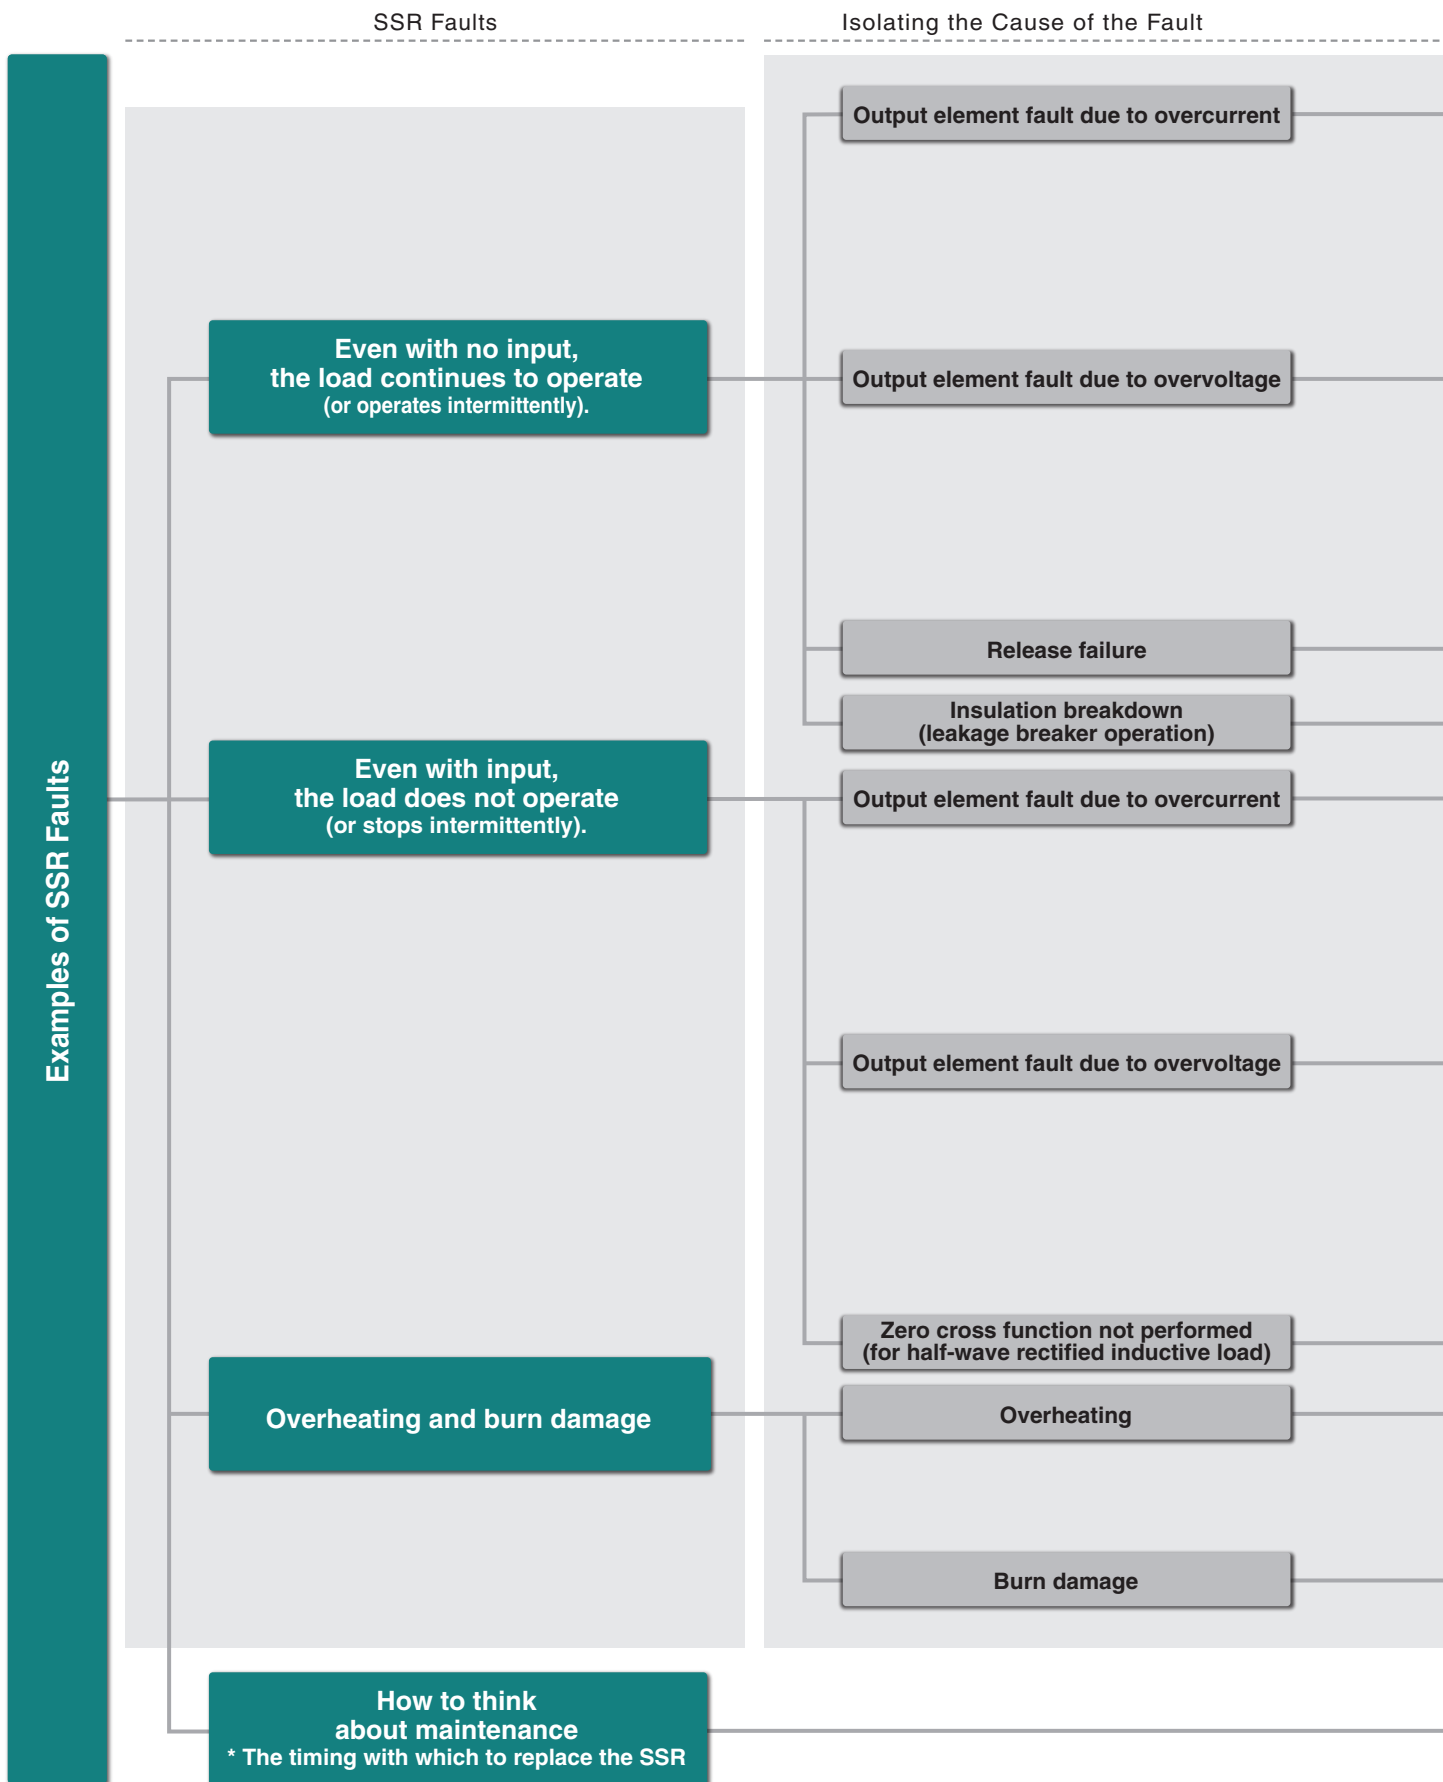 SSR Faults
Isolating the Cause of the Fault
Examples of SSR Faults
Even with no input,
the load continues to operate
(or operates intermittently).
Output element fault due to overcurrent
Output element fault due to overvoltage
Release failure
Insulation breakdown
(leakage breaker operation)
Even with input,
the load does not operate
(or stops intermittently).
Output element fault due to overcurrent
Output element fault due to overvoltage
Zero cross function not performed
(for half-wave rectified inductive load)
Overheating and burn damage
Overheating
Burn damage
How to think
about maintenance
* The timing with which to replace the SSR